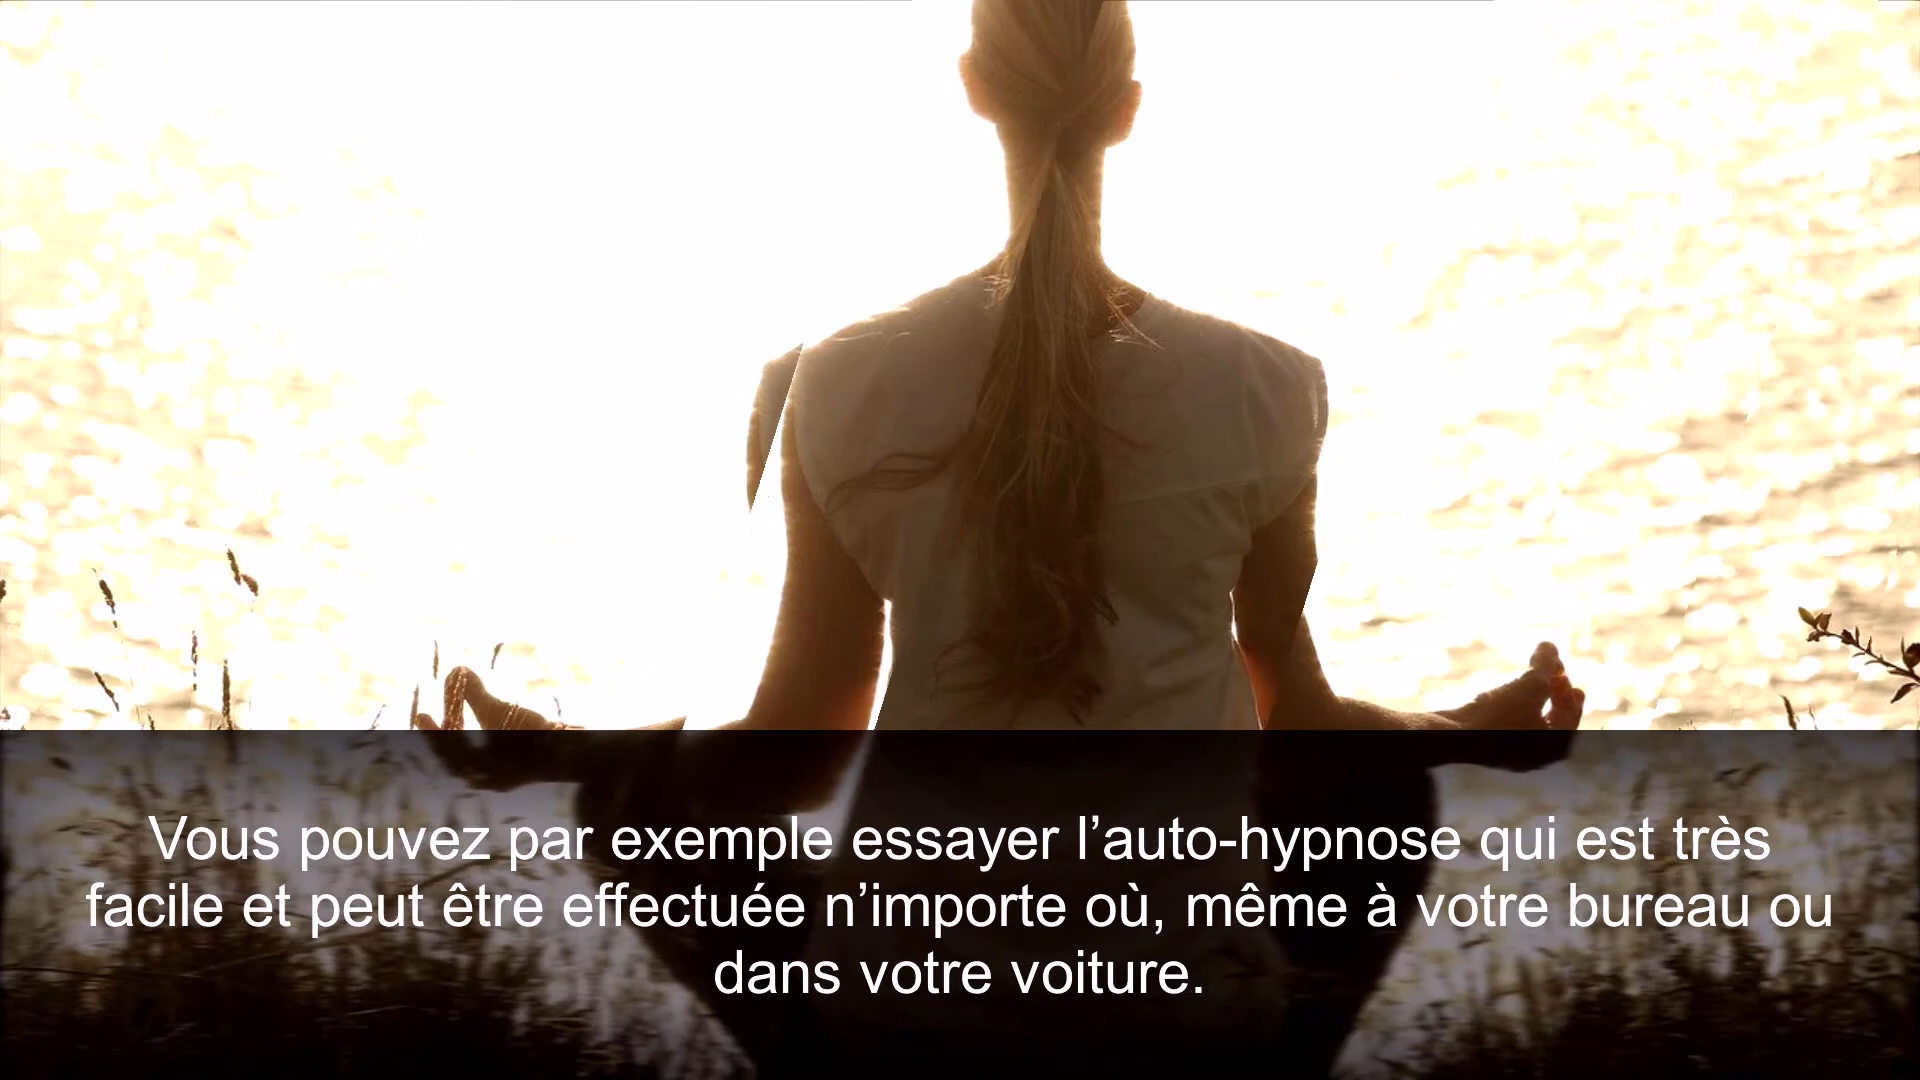 Vous pouvez par exemple essayer l’auto-hypnose qui est très
facile et peut être effectuée n’importe où, même à votre bureau ou
dans votre voiture.